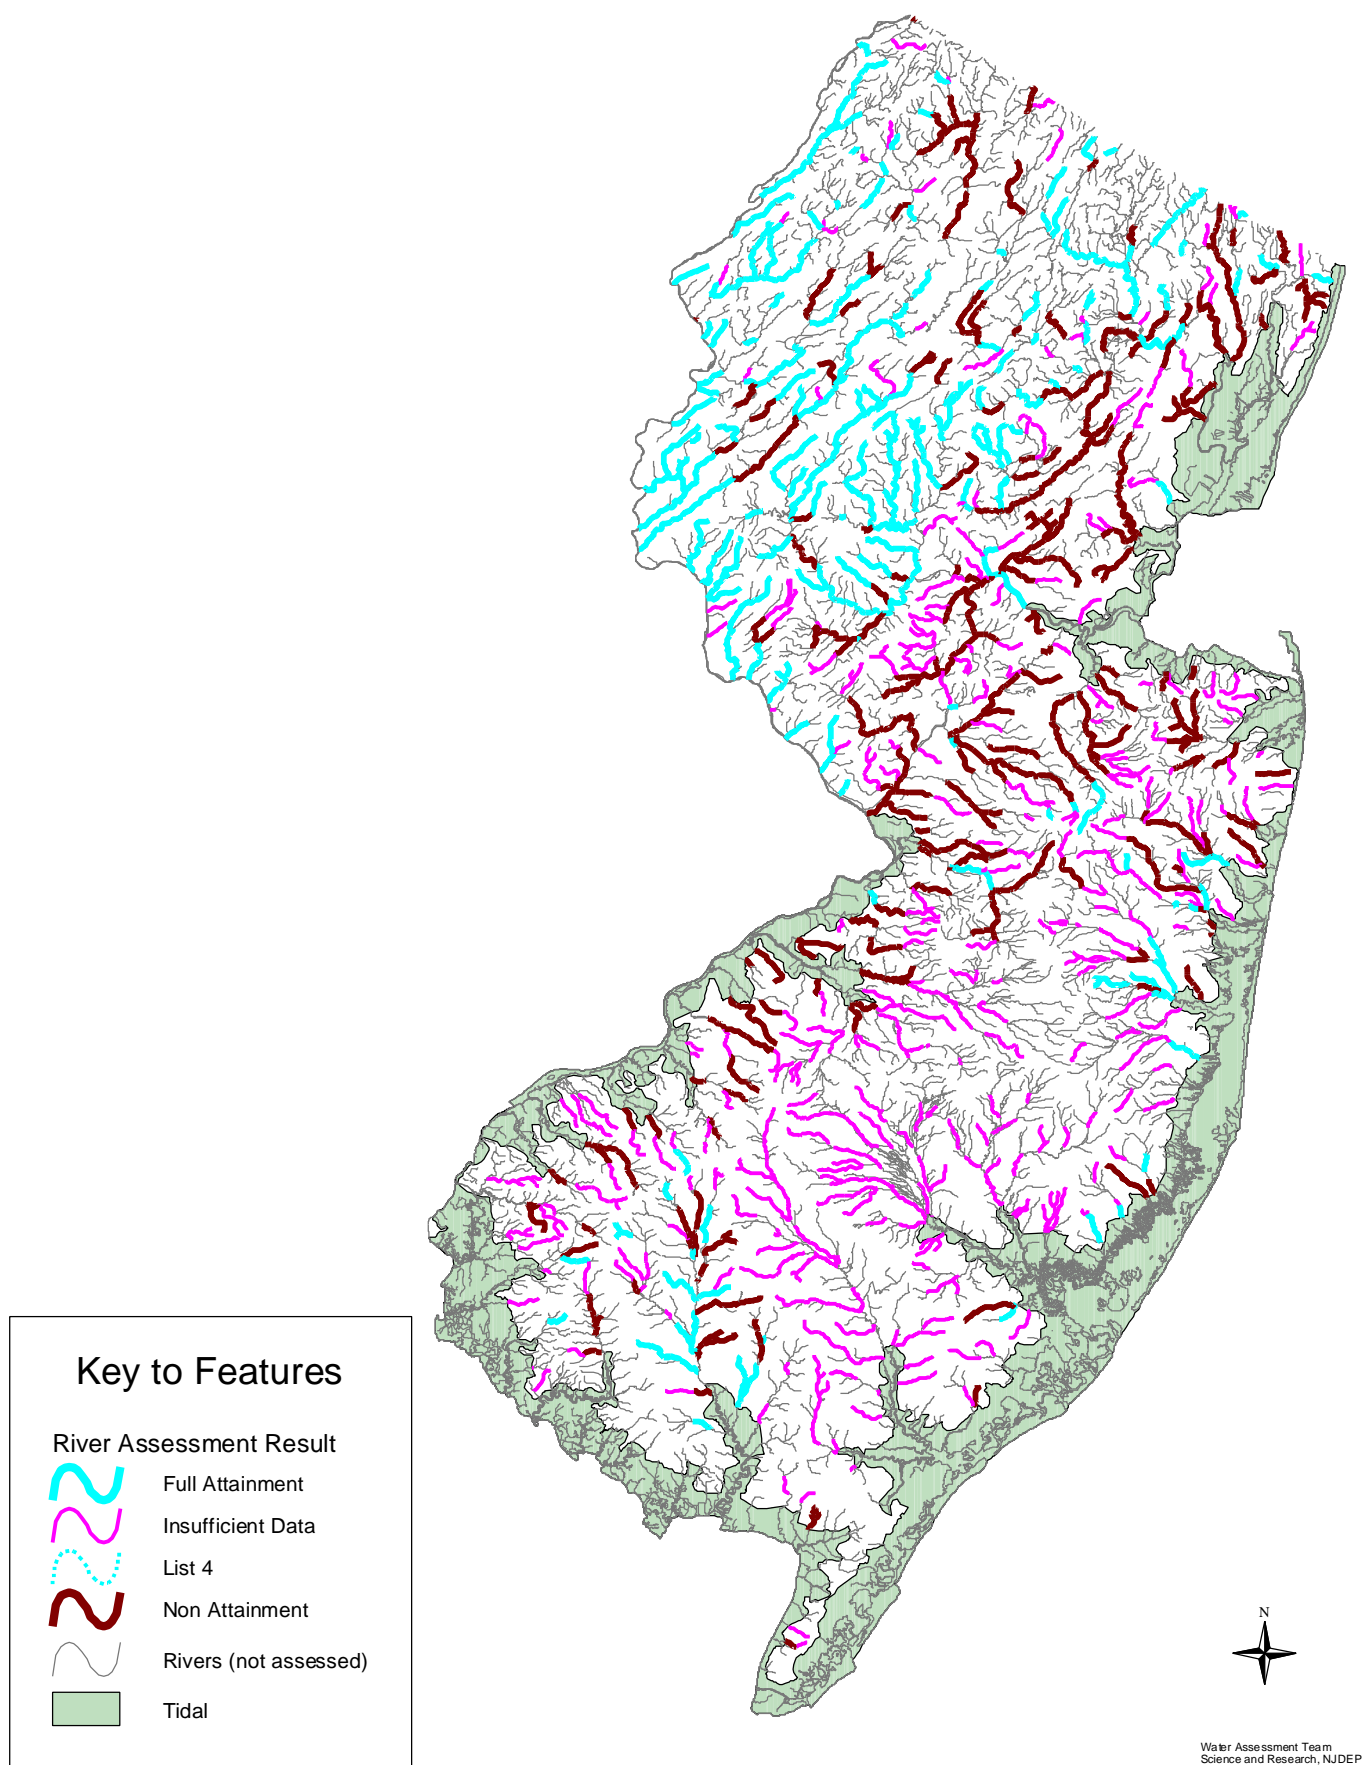 Key to Features
River Assessment Result
Full Attainment
Insufficient Data
List 4
Non Attainment
Rivers (not assessed)
Tidal
N
Water Assessment Team
Science and Research, NJDEP